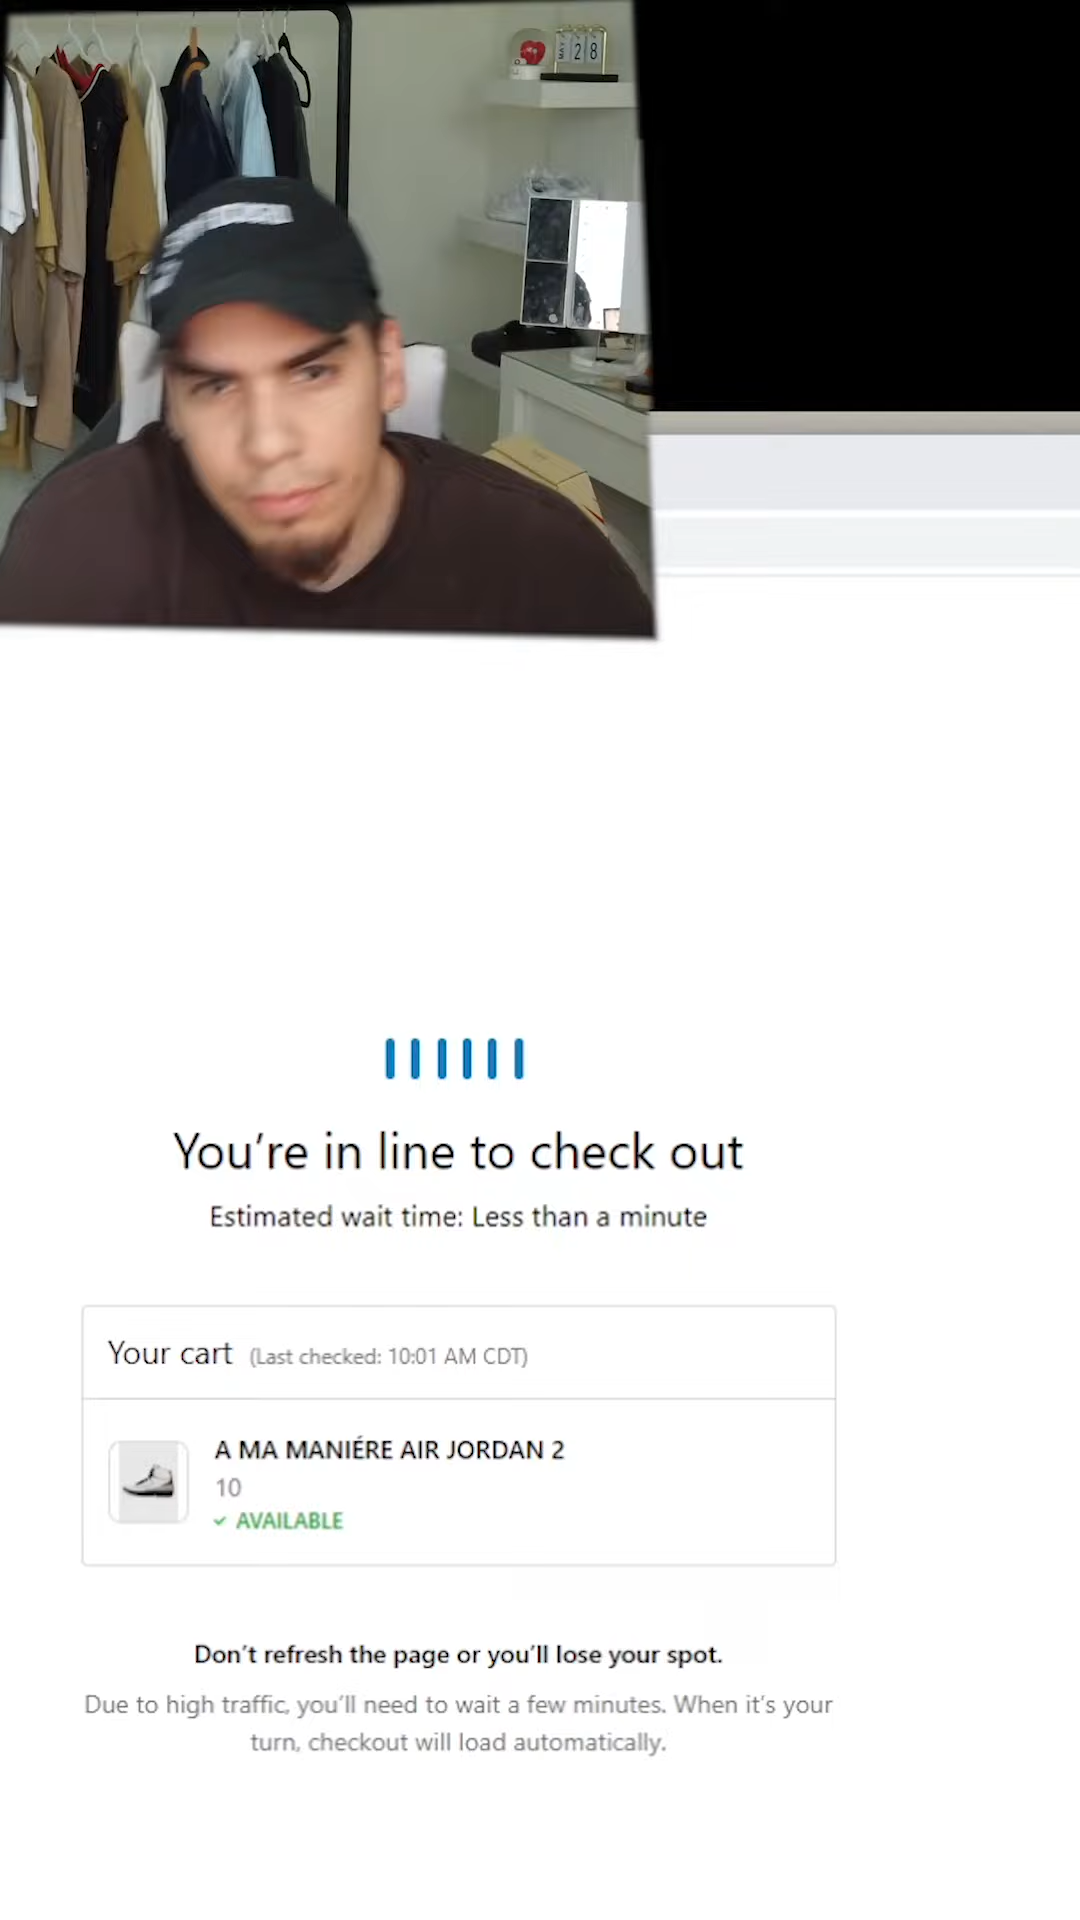 MAY 28
You're in line to check out
Estimated wait time: Less than a minute
Your cart (Last checked: 10:01 AM CDT)
A MA MANIÉRE AIR JORDAN 2
10
✓ AVAILABLE
Don't refresh the page or you'll lose your spot.
Due to high traffic, you'll need to wait a few minutes. When it's your
turn, checkout will load automatically.